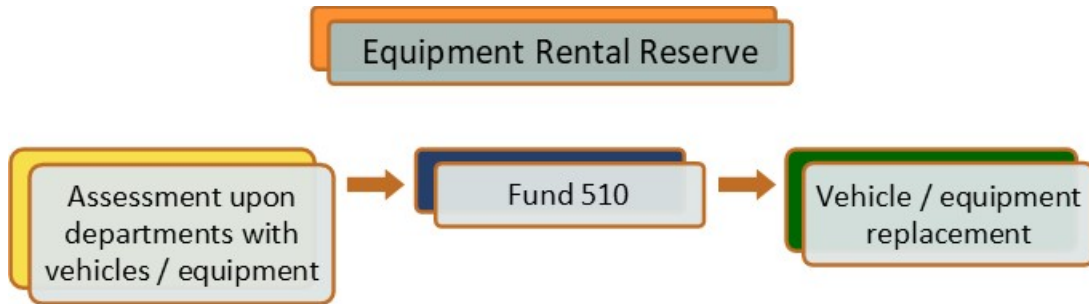 Equipment Rental Reserve
Assessment upon
departments with
vehicles / equipment
Fund 510
Vehicle / equipment
replacement